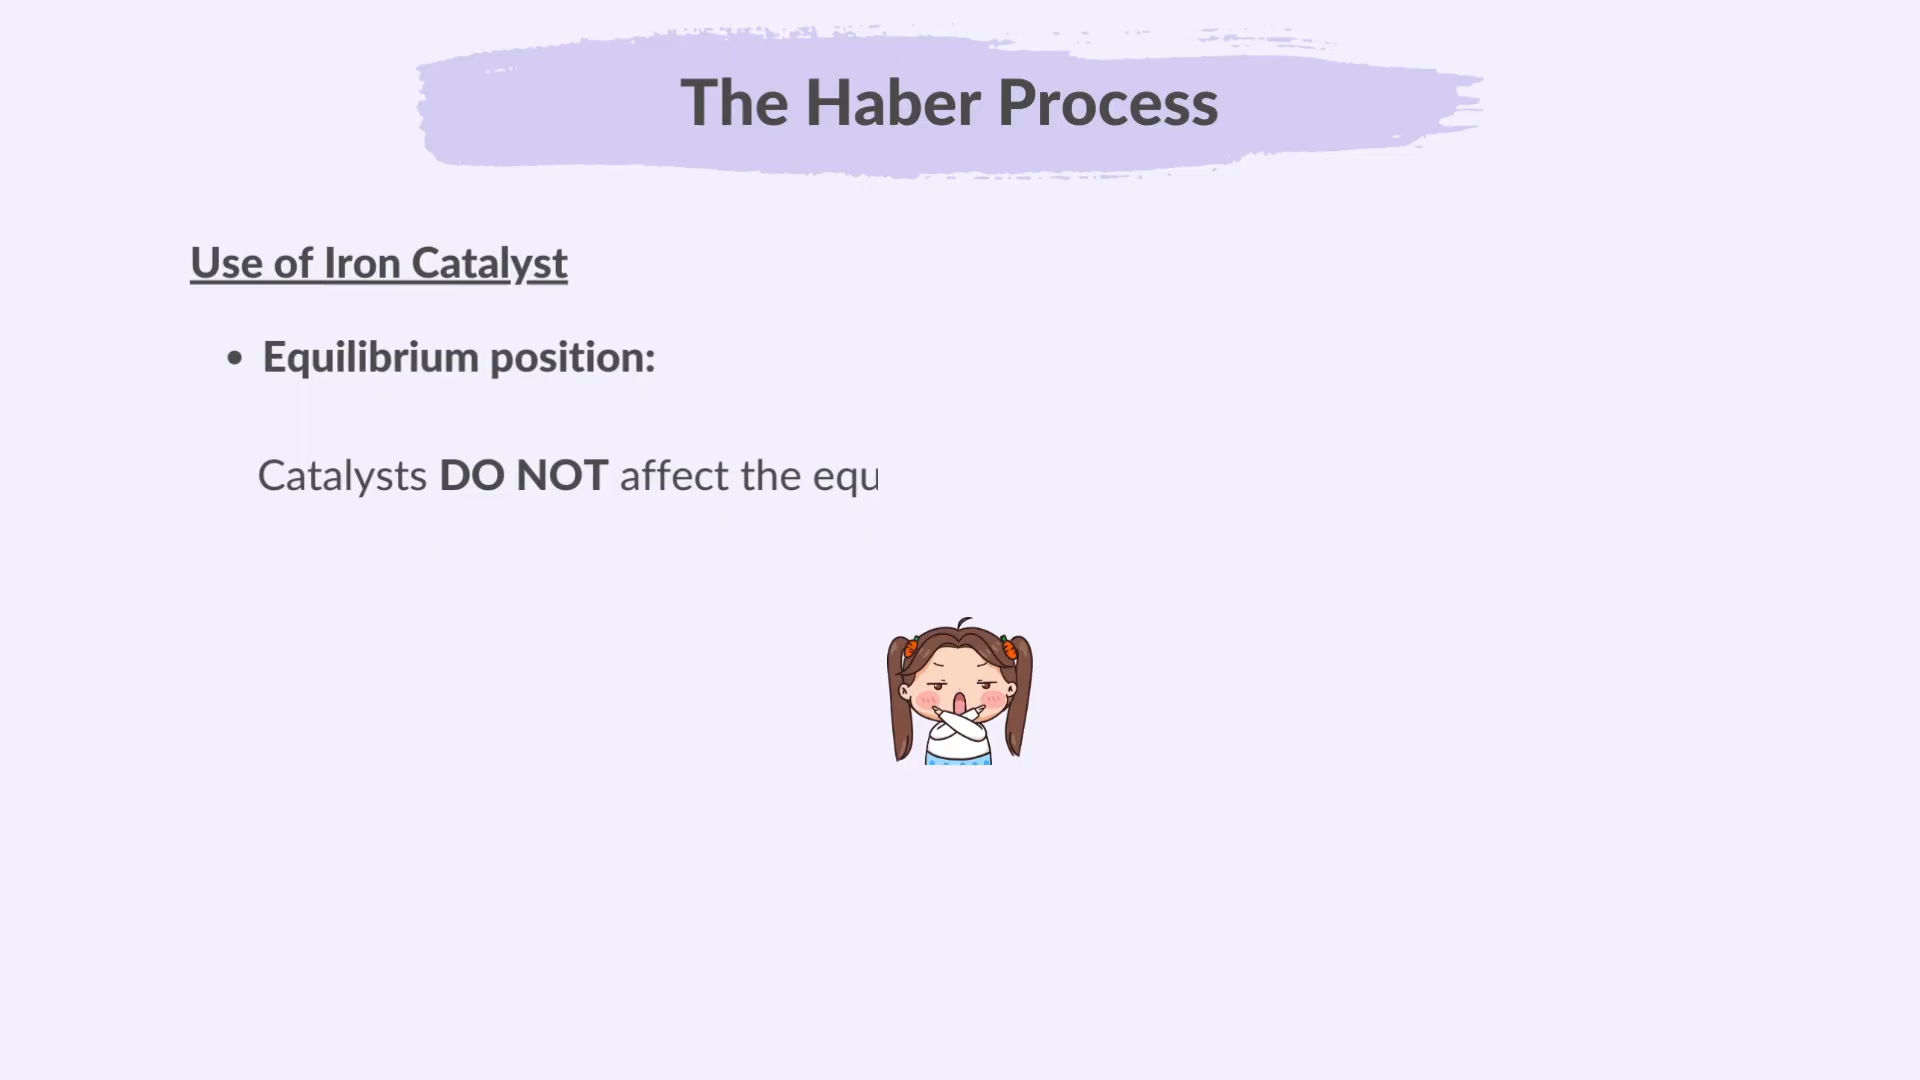 The Haber Process
Use of Iron Catalyst
• Equilibrium position:
Catalysts DO NOT affect the equ